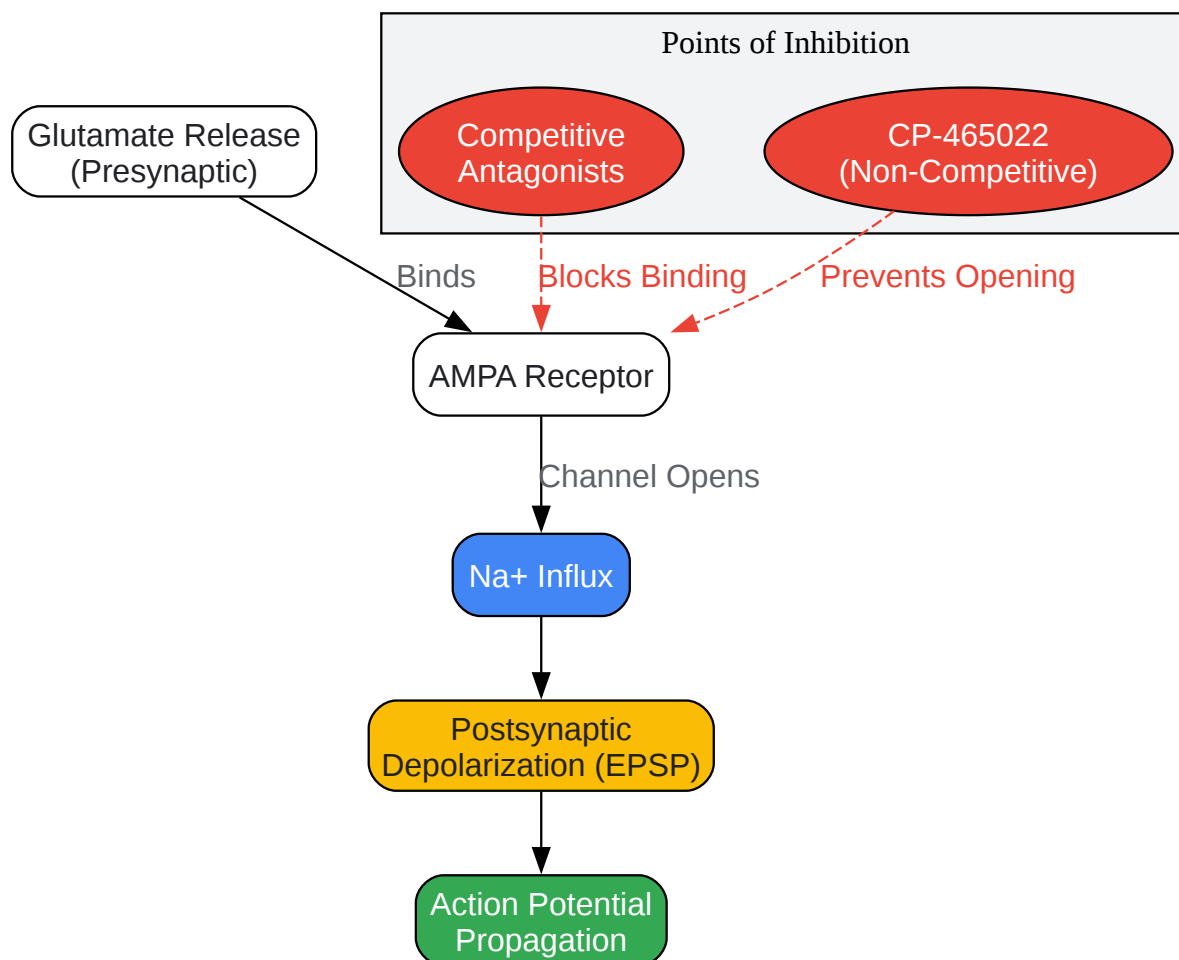 Points of Inhibition
Glutamate Release
(Presynaptic)
Competitive
Antagonists
CP-465022
(Non-Competitive)
Binds
Blocks Binding
Prevents Opening
AMPA Receptor
Channel Opens
Na+ Influx
Postsynaptic
Depolarization (EPSP)
Action Potential
Propagation